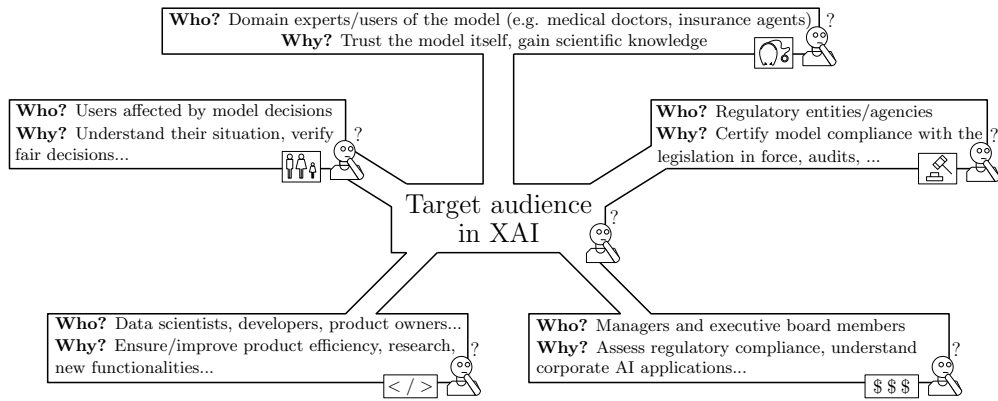 Who? Domain experts/users of the model (e.g. medical doctors, insurance agents)
?
Why? Trust the model itself, gain scientific knowledge
Who? Users affected by model decisions
Why? Understand their situation, verify
?
fair decisions...
Who? Regulatory entities/agencies
Why? Certify model compliance with the
?
legislation in force, audits, ...
Target audience
in XAI
?
Who? Data scientists, developers, product owners...
Why? Ensure/improve product efficiency, research,
?
new functionalities...
< / >
Who? Managers and executive board members
Why? Assess regulatory compliance, understand
?
corporate AI applications...
$ $ $